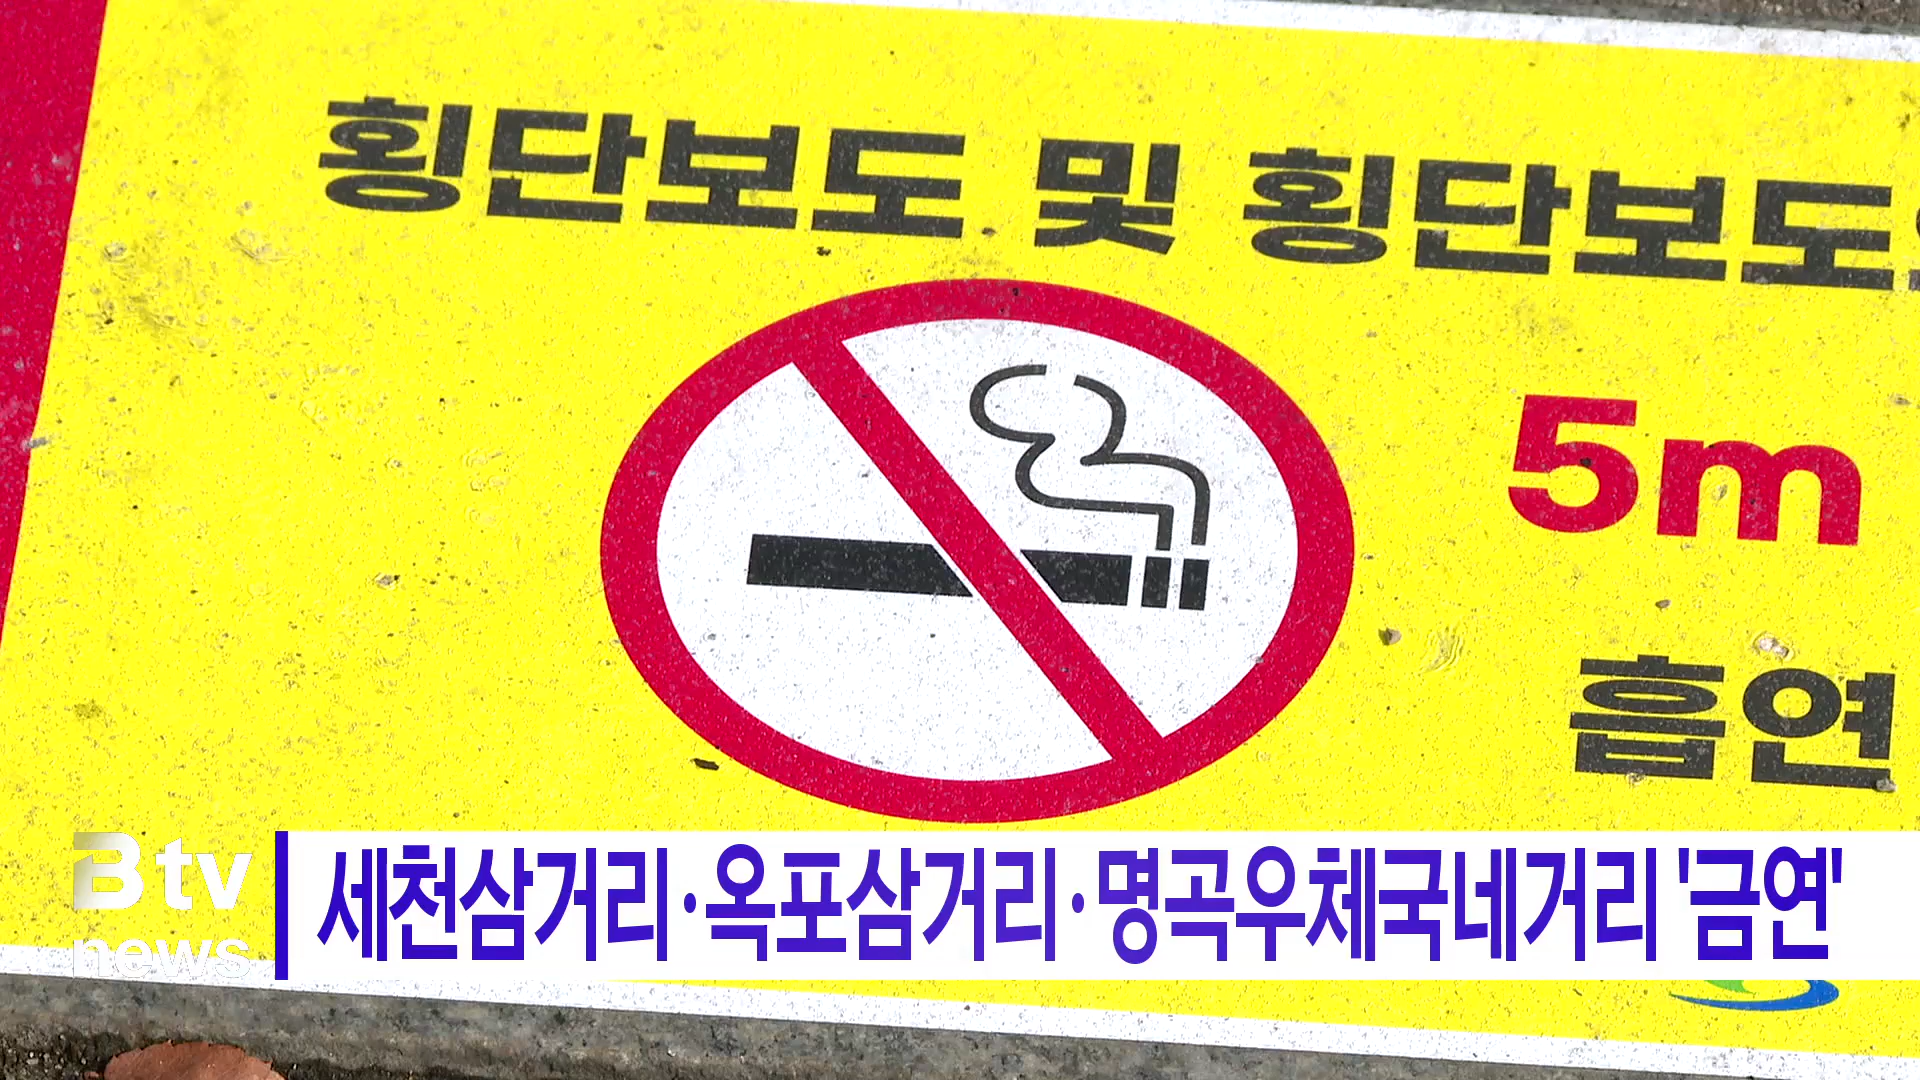 횡단보도 및 횡단보도
5m
흡연
B tv
news
세천삼거리·옥포삼거리·명곡우체국네거리 '금연'